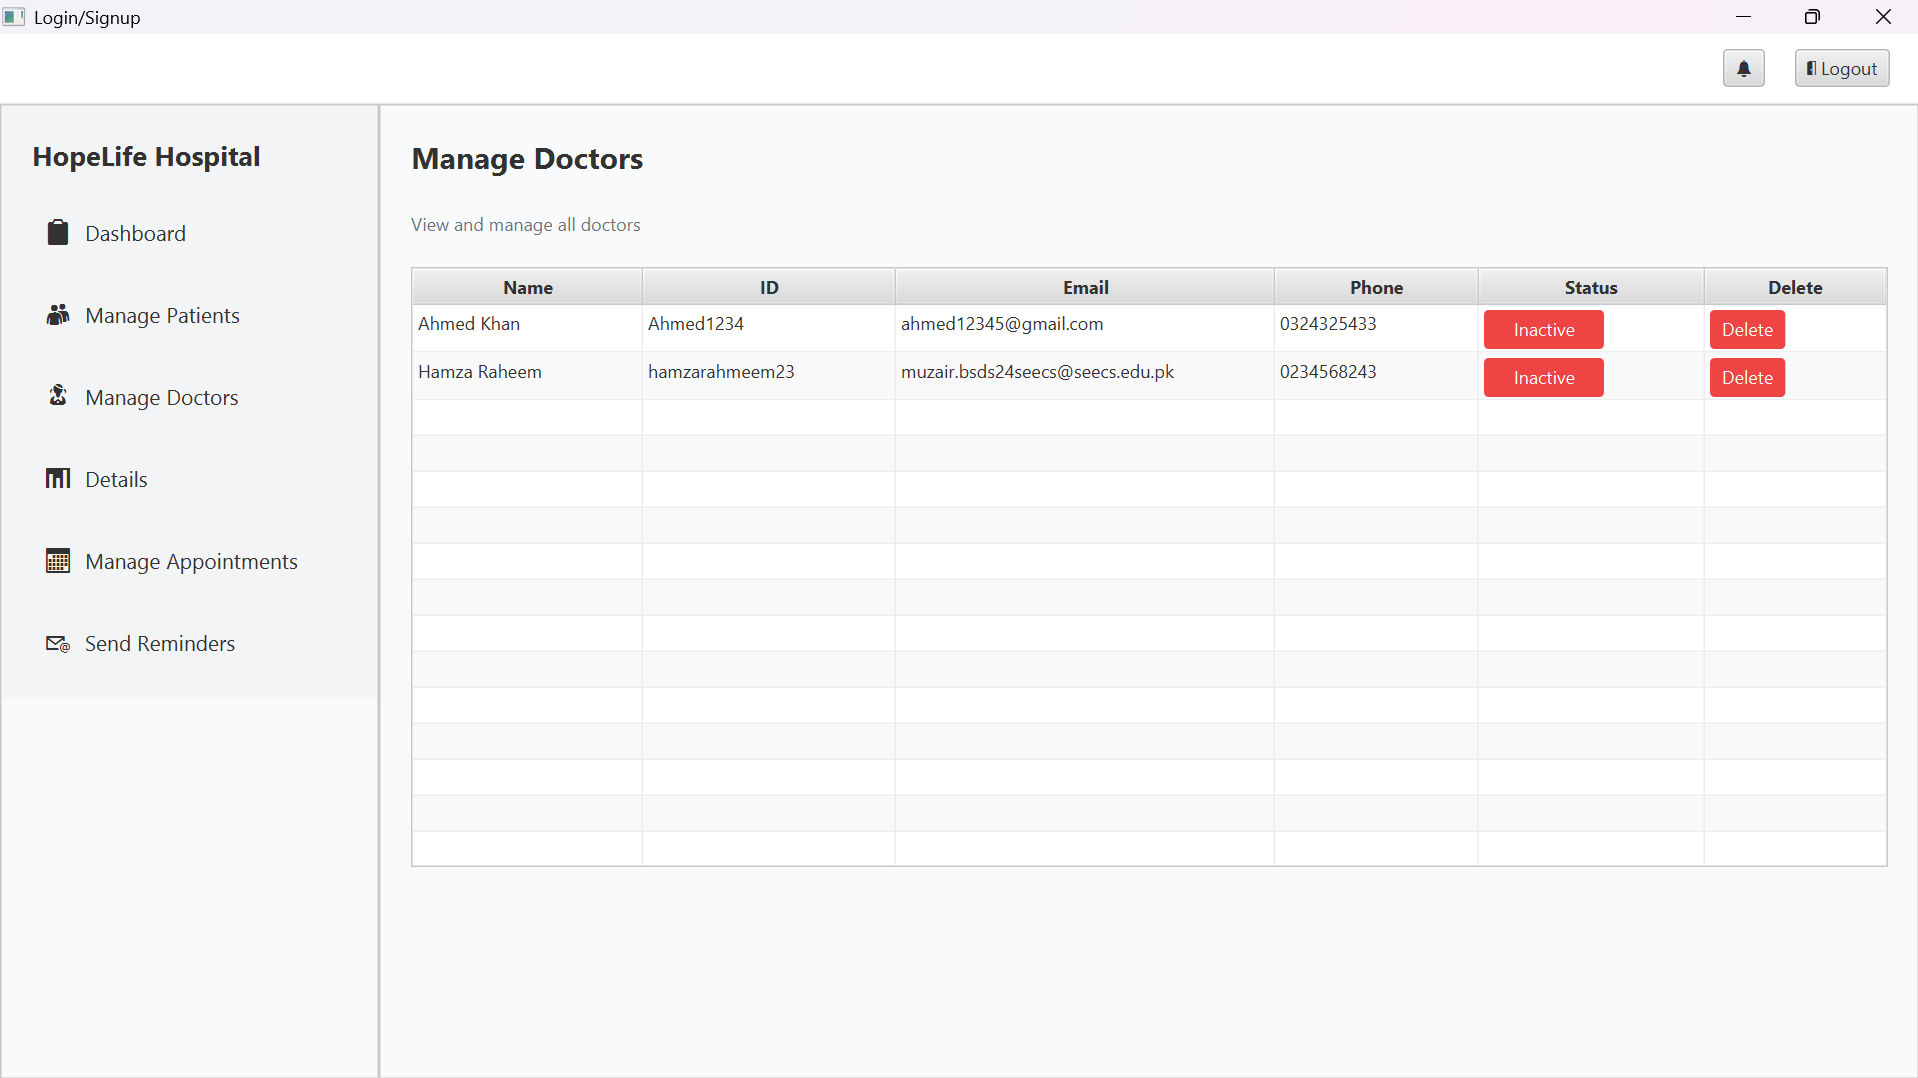 Login/Signup
Logout
HopeLife Hospital
Dashboard
Manage Patients
Manage Doctors
Details
Manage Appointments
Send Reminders
Manage Doctors
View and manage all doctors
Name ID Email Phone Status Delete
Ahmed Khan Ahmed1234 ahmed12345@gmail.com 0324325433 Inactive Delete
Hamza Raheem hamzarahmeem23 muzair.bsds24seecs@seecs.edu.pk 0234568243 Inactive Delete